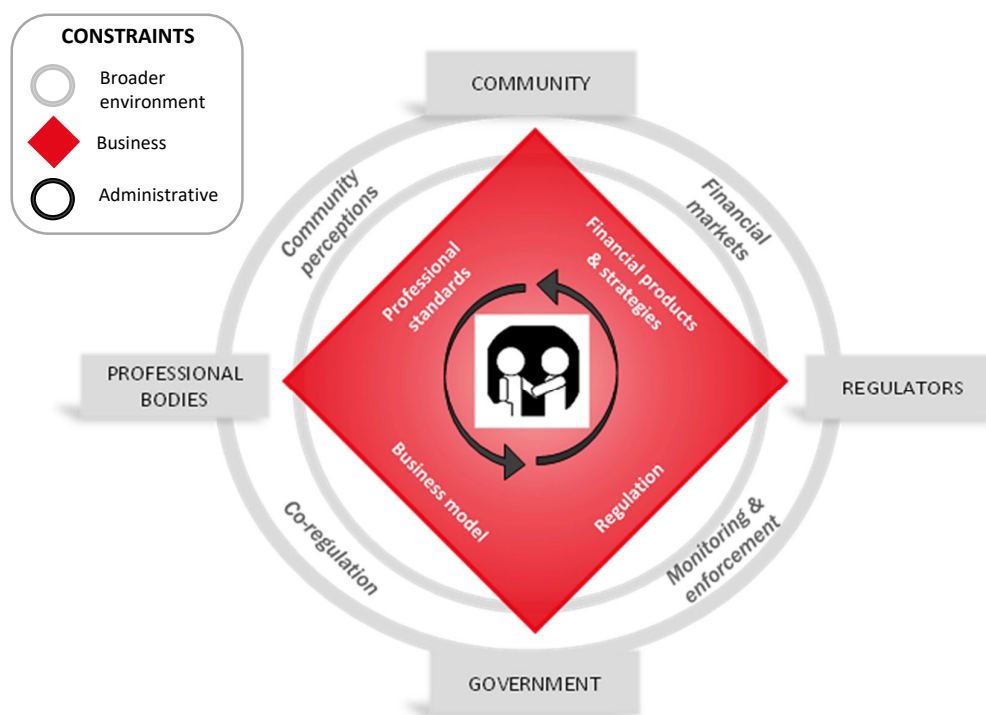 CONSTRAINTS
Broader
environment
Business
Administrative
COMMUNITY
Community
perceptions
Financial
markets
Professional
standards
Financial products
& strategies
PROFESSIONAL
BODIES
REGULATORS
Business model
Regulation
Co-regulation
Monitoring &
enforcement
GOVERNMENT